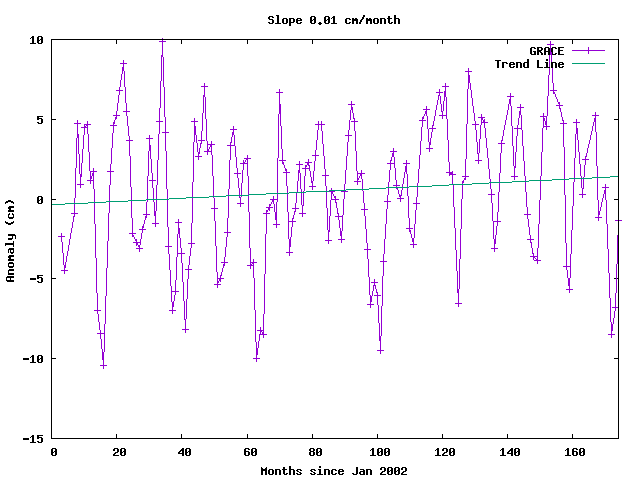 Slope 0.01 cm/month
GRACE
Trend Line
10
5
0
-5
-10
-15
Anomaly (cm)
0 20 40 60 80 100 120 140 160
Months since Jan 2002